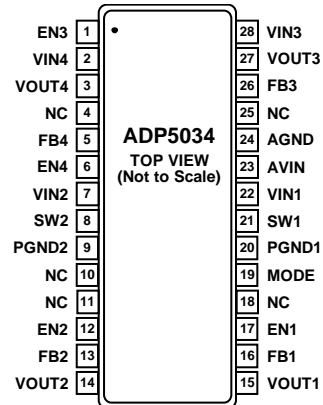 EN3 1 28 VIN3
VIN4 2 27 VOUT3
VOUT4 3 26 FB3
NC 4 25 NC
FB4 5 ADP5034 24 AGND
EN4 6 TOP VIEW 23 AVIN
(Not to Scale)
VIN2 7 22 VIN1
SW2 8 21 SW1
PGND2 9 20 PGND1
NC 10 19 MODE
NC 11 18 NC
EN2 12 17 EN1
FB2 13 16 FB1
VOUT2 14 15 VOUT1